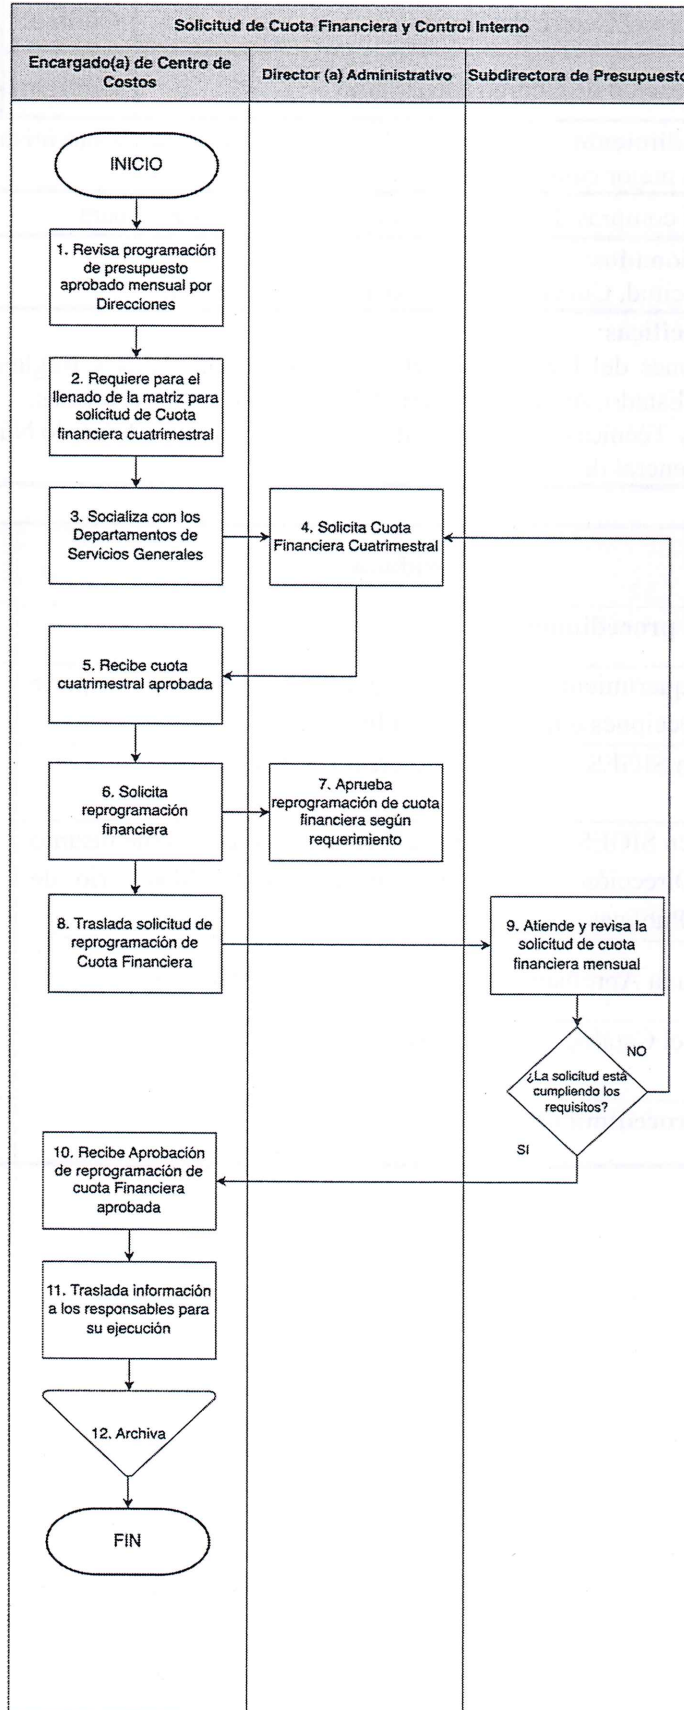 Solicitud de Cuota Financiera y Control Interno
Encargado(a) de Centro de
Costos
Director (a) Administrativo
Subdirectora de Presupuesto
INICIO
1. Revisa programación
de presupuesto
aprobado mensual por
Direcciones
2. Requiere para el
llenado de la matriz para
solicitud de Cuota
financiera cuatrimestral
3. Socializa con los
Departamentos de
Servicios Generales
4. Solicita Cuota
Financiera Cuatrimestral
5. Recibe cuota
cuatrimestral aprobada
6. Solicita
reprogramación
financiera
7. Aprueba
reprogramación de cuota
financiera según
requerimiento
8. Traslada solicitud de
reprogramación de
Cuota Financiera
9. Atiende y revisa la
solicitud de cuota
financiera mensual
NO
¿La solicitud está
cumpliendo los
requisitos?
SI
10. Recibe Aprobación
de reprogramación de
cuota Financiera
aprobada
11. Traslada información
a los responsables para
su ejecución
12. Archiva
FIN